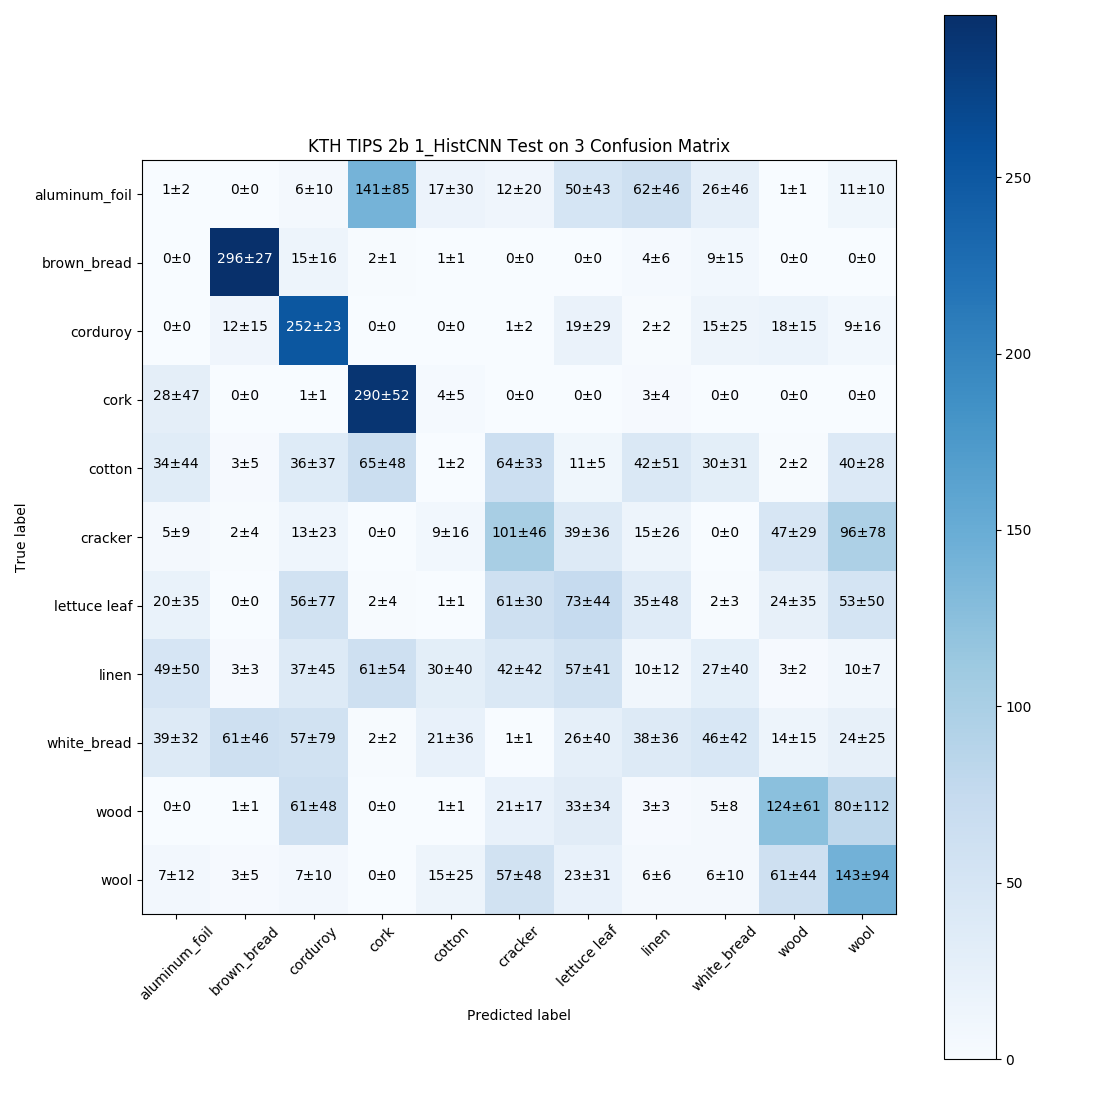 KTH TIPS 2b 1_HistCNN Test on 3 Confusion Matrix
aluminum_foil 1±2 0±0 6±10 141±85 17±30 12±20 50±43 62±46 26±46 1±1 11±10
brown_bread 0±0 296±27 15±16 2±1 1±1 0±0 0±0 4±6 9±15 0±0 0±0
corduroy 0±0 12±15 252±23 0±0 0±0 1±2 19±29 2±2 15±25 18±15 9±16
cork 28±47 0±0 1±1 290±52 4±5 0±0 0±0 3±4 0±0 0±0 0±0
cotton 34±44 3±5 36±37 65±48 1±2 64±33 11±5 42±51 30±31 2±2 40±28
cracker 5±9 2±4 13±23 0±0 9±16 101±46 39±36 15±26 0±0 47±29 96±78
lettuce leaf 20±35 0±0 56±77 2±4 1±1 61±30 73±44 35±48 2±3 24±35 53±50
linen 49±50 3±3 37±45 61±54 30±40 42±42 57±41 10±12 27±40 3±2 10±7
white_bread 39±32 61±46 57±79 2±2 21±36 1±1 26±40 38±36 46±42 14±15 24±25
wood 0±0 1±1 61±48 0±0 1±1 21±17 33±34 3±3 5±8 124±61 80±112
wool 7±12 3±5 7±10 0±0 15±25 57±48 23±31 6±6 6±10 61±44 143±94
True label
aluminum_foil brown_bread corduroy cork cotton cracker lettuce leaf linen white_bread wood wool
Predicted label
250
200
150
100
50
0